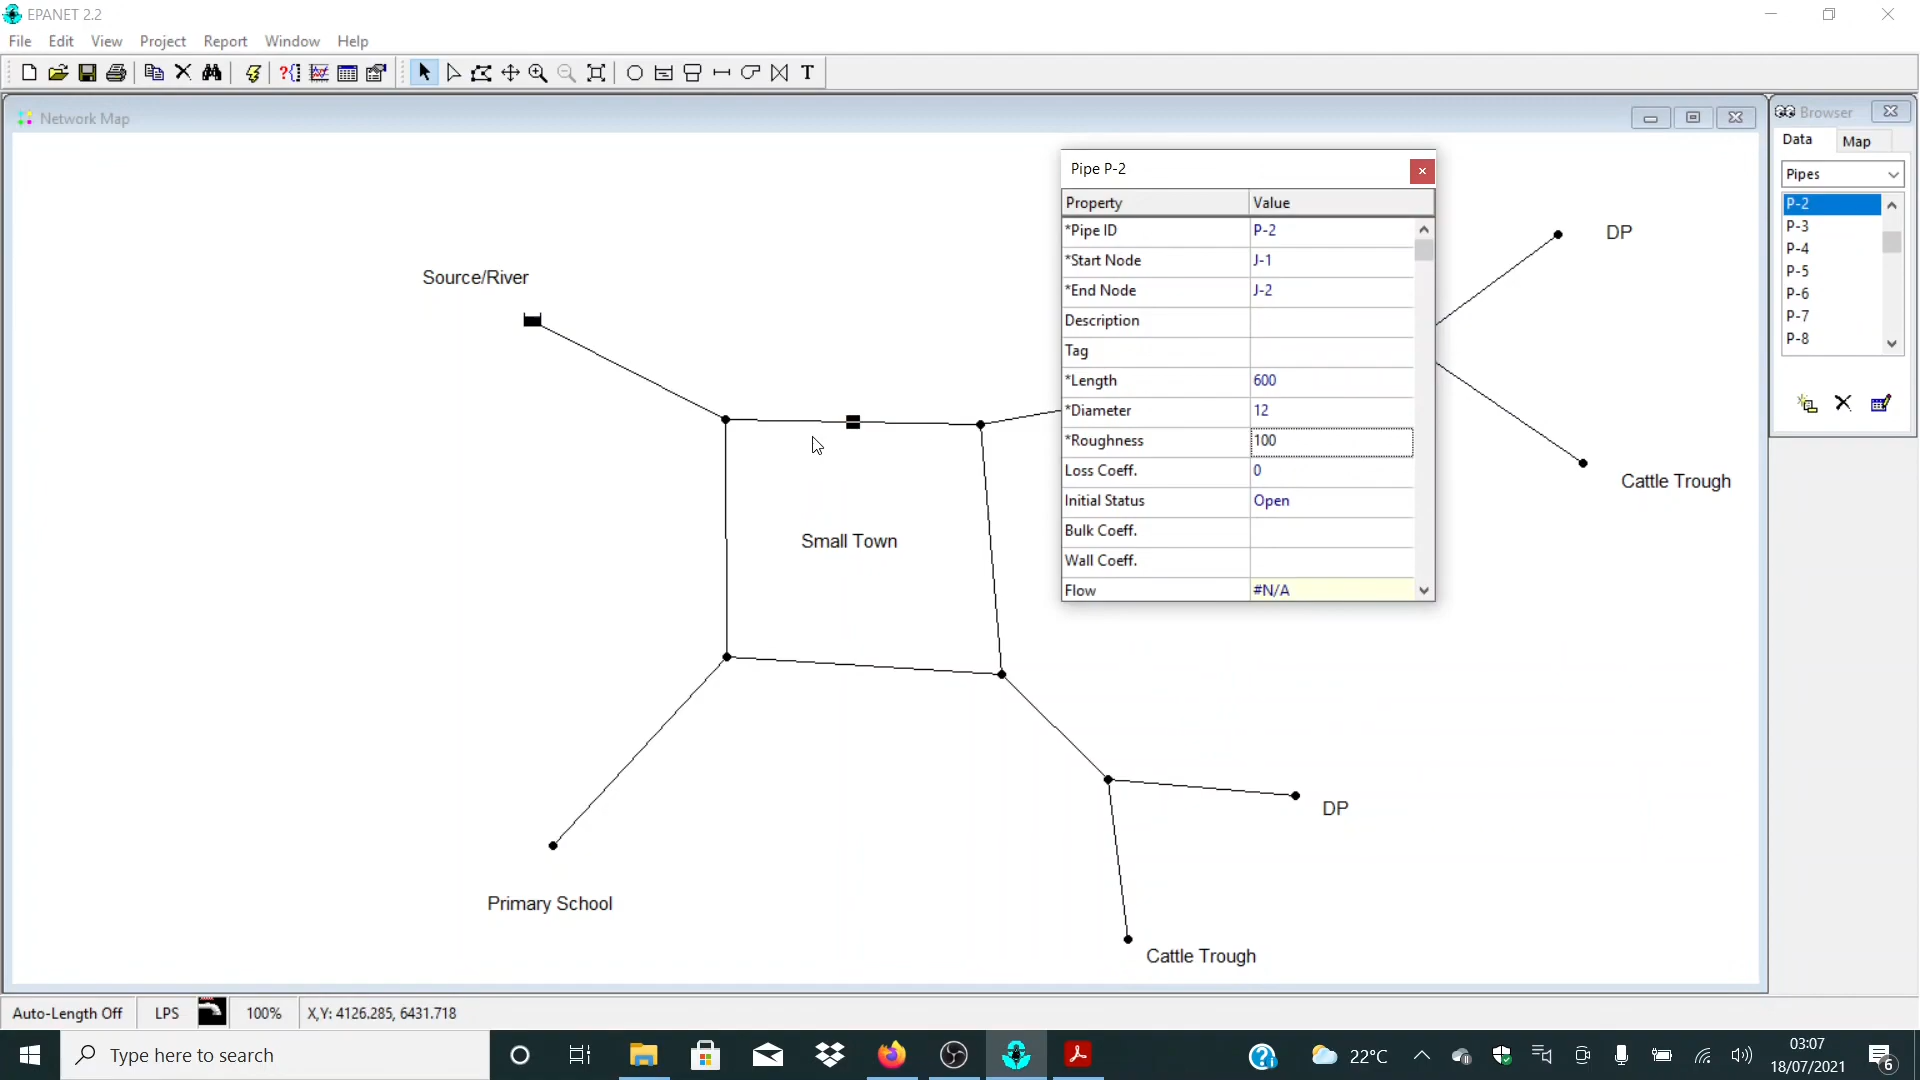 EPANET 2.2
File Edit View Project Report Window Help
Network Map
Browser
Data Map
Pipes
P-2
P-3
P-4
P-5
P-6
P-7
P-8
Pipe P-2
Property Value
*Pipe ID P-2
*Start Node J-1
*End Node J-2
Description
Tag
*Length 600
*Diameter 12
*Roughness 100
Loss Coeff. 0
Initial Status Open
Bulk Coeff.
Wall Coeff.
Flow #N/A
DP
Source/River
Cattle Trough
Small Town
DP
Primary School
Cattle Trough
Auto-Length Off LPS 100% X,Y: 4126.285, 6431.718
Type here to search
22°C
03:07
18/07/2021
6